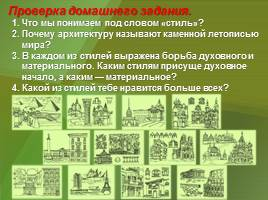 Проверка домашнего задания.
1. Что мы понимаем под словом «стиль»?
2. Почему архитектуру называют каменной летописью
мира?
3. В каждом из стилей выражена борьба духовного и
материального. Каким стилям присуще духовное
начало, а каким — материальное?
4. Какой из стилей тебе нравится больше всех?